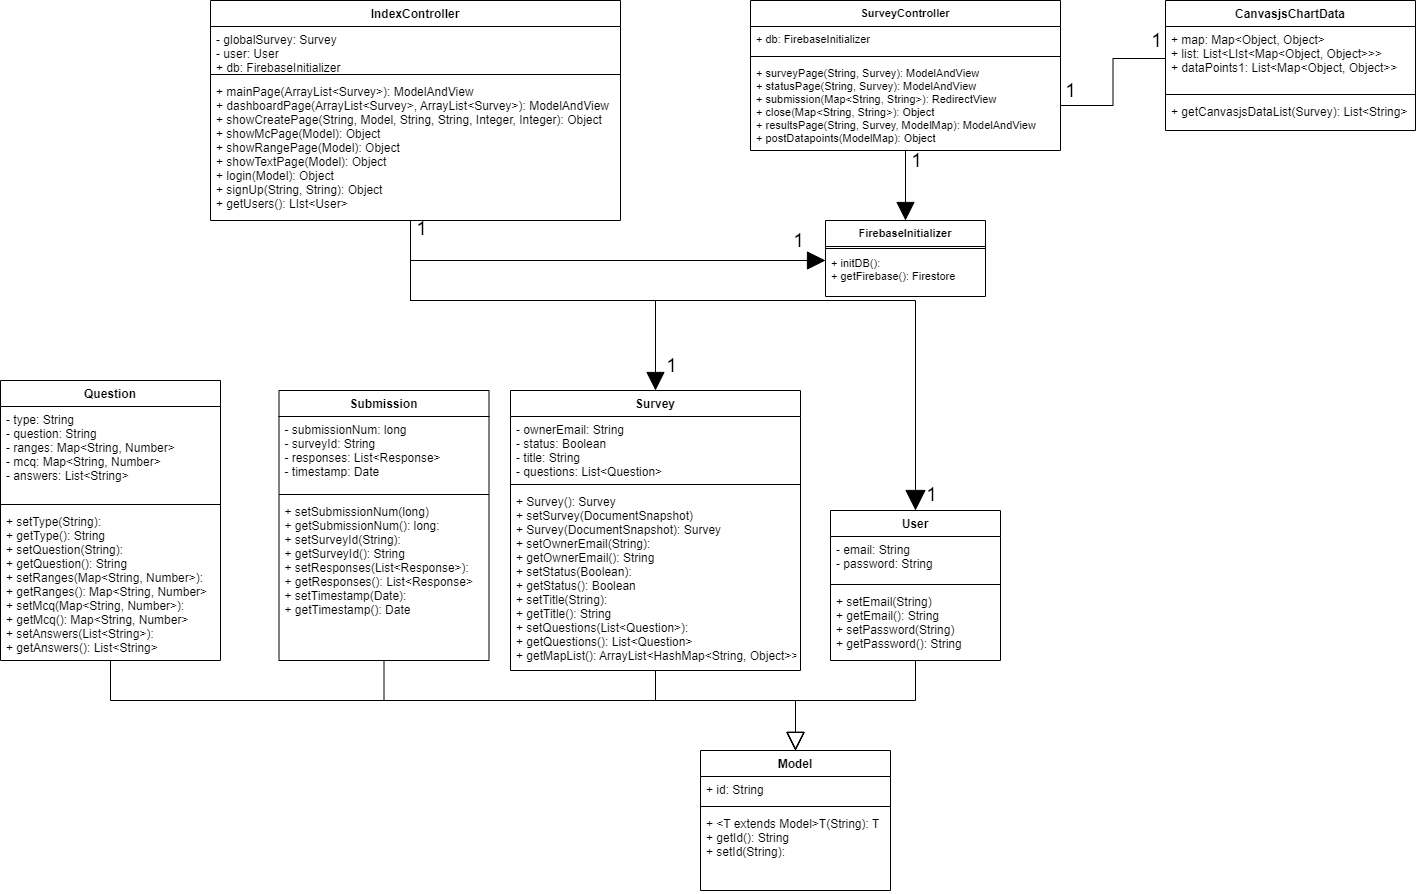 IndexController
- globalSurvey: Survey
- user: User
+ db: FirebaseInitializer
+ mainPage(ArrayList<Survey>): ModelAndView
+ dashboardPage(ArrayList<Survey>, ArrayList<Survey>): ModelAndView
+ showCreatePage(String, Model, String, String, Integer, Integer): Object
+ showMcPage(Model): Object
+ showRangePage(Model): Object
+ showTextPage(Model): Object
+ login(Model): Object
+ signUp(String, String): Object
+ getUsers(): LIst<User>
SurveyController
+ db: FirebaseInitializer
+ surveyPage(String, Survey): ModelAndView
+ statusPage(String, Survey): ModelAndView
+ submission(Map<String, String>): RedirectView
+ close(Map<String, String>): Object
+ resultsPage(String, Survey, ModelMap): ModelAndView
+ postDatapoints(ModelMap): Object
1
1
CanvasjsChartData
+ map: Map<Object, Object>
+ list: List<LIst<Map<Object, Object>>>
+ dataPoints1: List<Map<Object, Object>>
+ getCanvasjsDataList(Survey): List<String>
1
1
1
FirebaseInitializer
+ initDB():
+ getFirebase(): Firestore
1
1
Question
- type: String
- question: String
- ranges: Map<String, Number>
- mcq: Map<String, Number>
- answers: List<String>
+ setType(String):
+ getType(): String
+ setQuestion(String):
+ getQuestion(): String
+ setRanges(Map<String, Number>):
+ getRanges(): Map<String, Number>
+ setMcq(Map<String, Number>):
+ getMcq(): Map<String, Number>
+ setAnswers(List<String>):
+ getAnswers(): List<String>
Submission
- submissionNum: long
- surveyId: String
- responses: List<Response>
- timestamp: Date
+ setSubmissionNum(long)
+ getSubmissionNum(): long:
+ setSurveyId(String):
+ getSurveyId(): String
+ setResponses(List<Response>):
+ getResponses(): List<Response>
+ setTimestamp(Date):
+ getTimestamp(): Date
Survey
- ownerEmail: String
- status: Boolean
- title: String
- questions: List<Question>
+ Survey(): Survey
+ setSurvey(DocumentSnapshot)
+ Survey(DocumentSnapshot): Survey
+ setOwnerEmail(String):
+ getOwnerEmail(): String
+ setStatus(Boolean):
+ getStatus(): Boolean
+ setTitle(String):
+ getTitle(): String
+ setQuestions(List<Question>):
+ getQuestions(): List<Question>
+ getMapList(): ArrayList<HashMap<String, Object>>
User
- email: String
- password: String
+ setEmail(String)
+ getEmail(): String
+ setPassword(String)
+ getPassword(): String
Model
+ id: String
+ <T extends Model>T(String): T
+ getId(): String
+ setId(String):